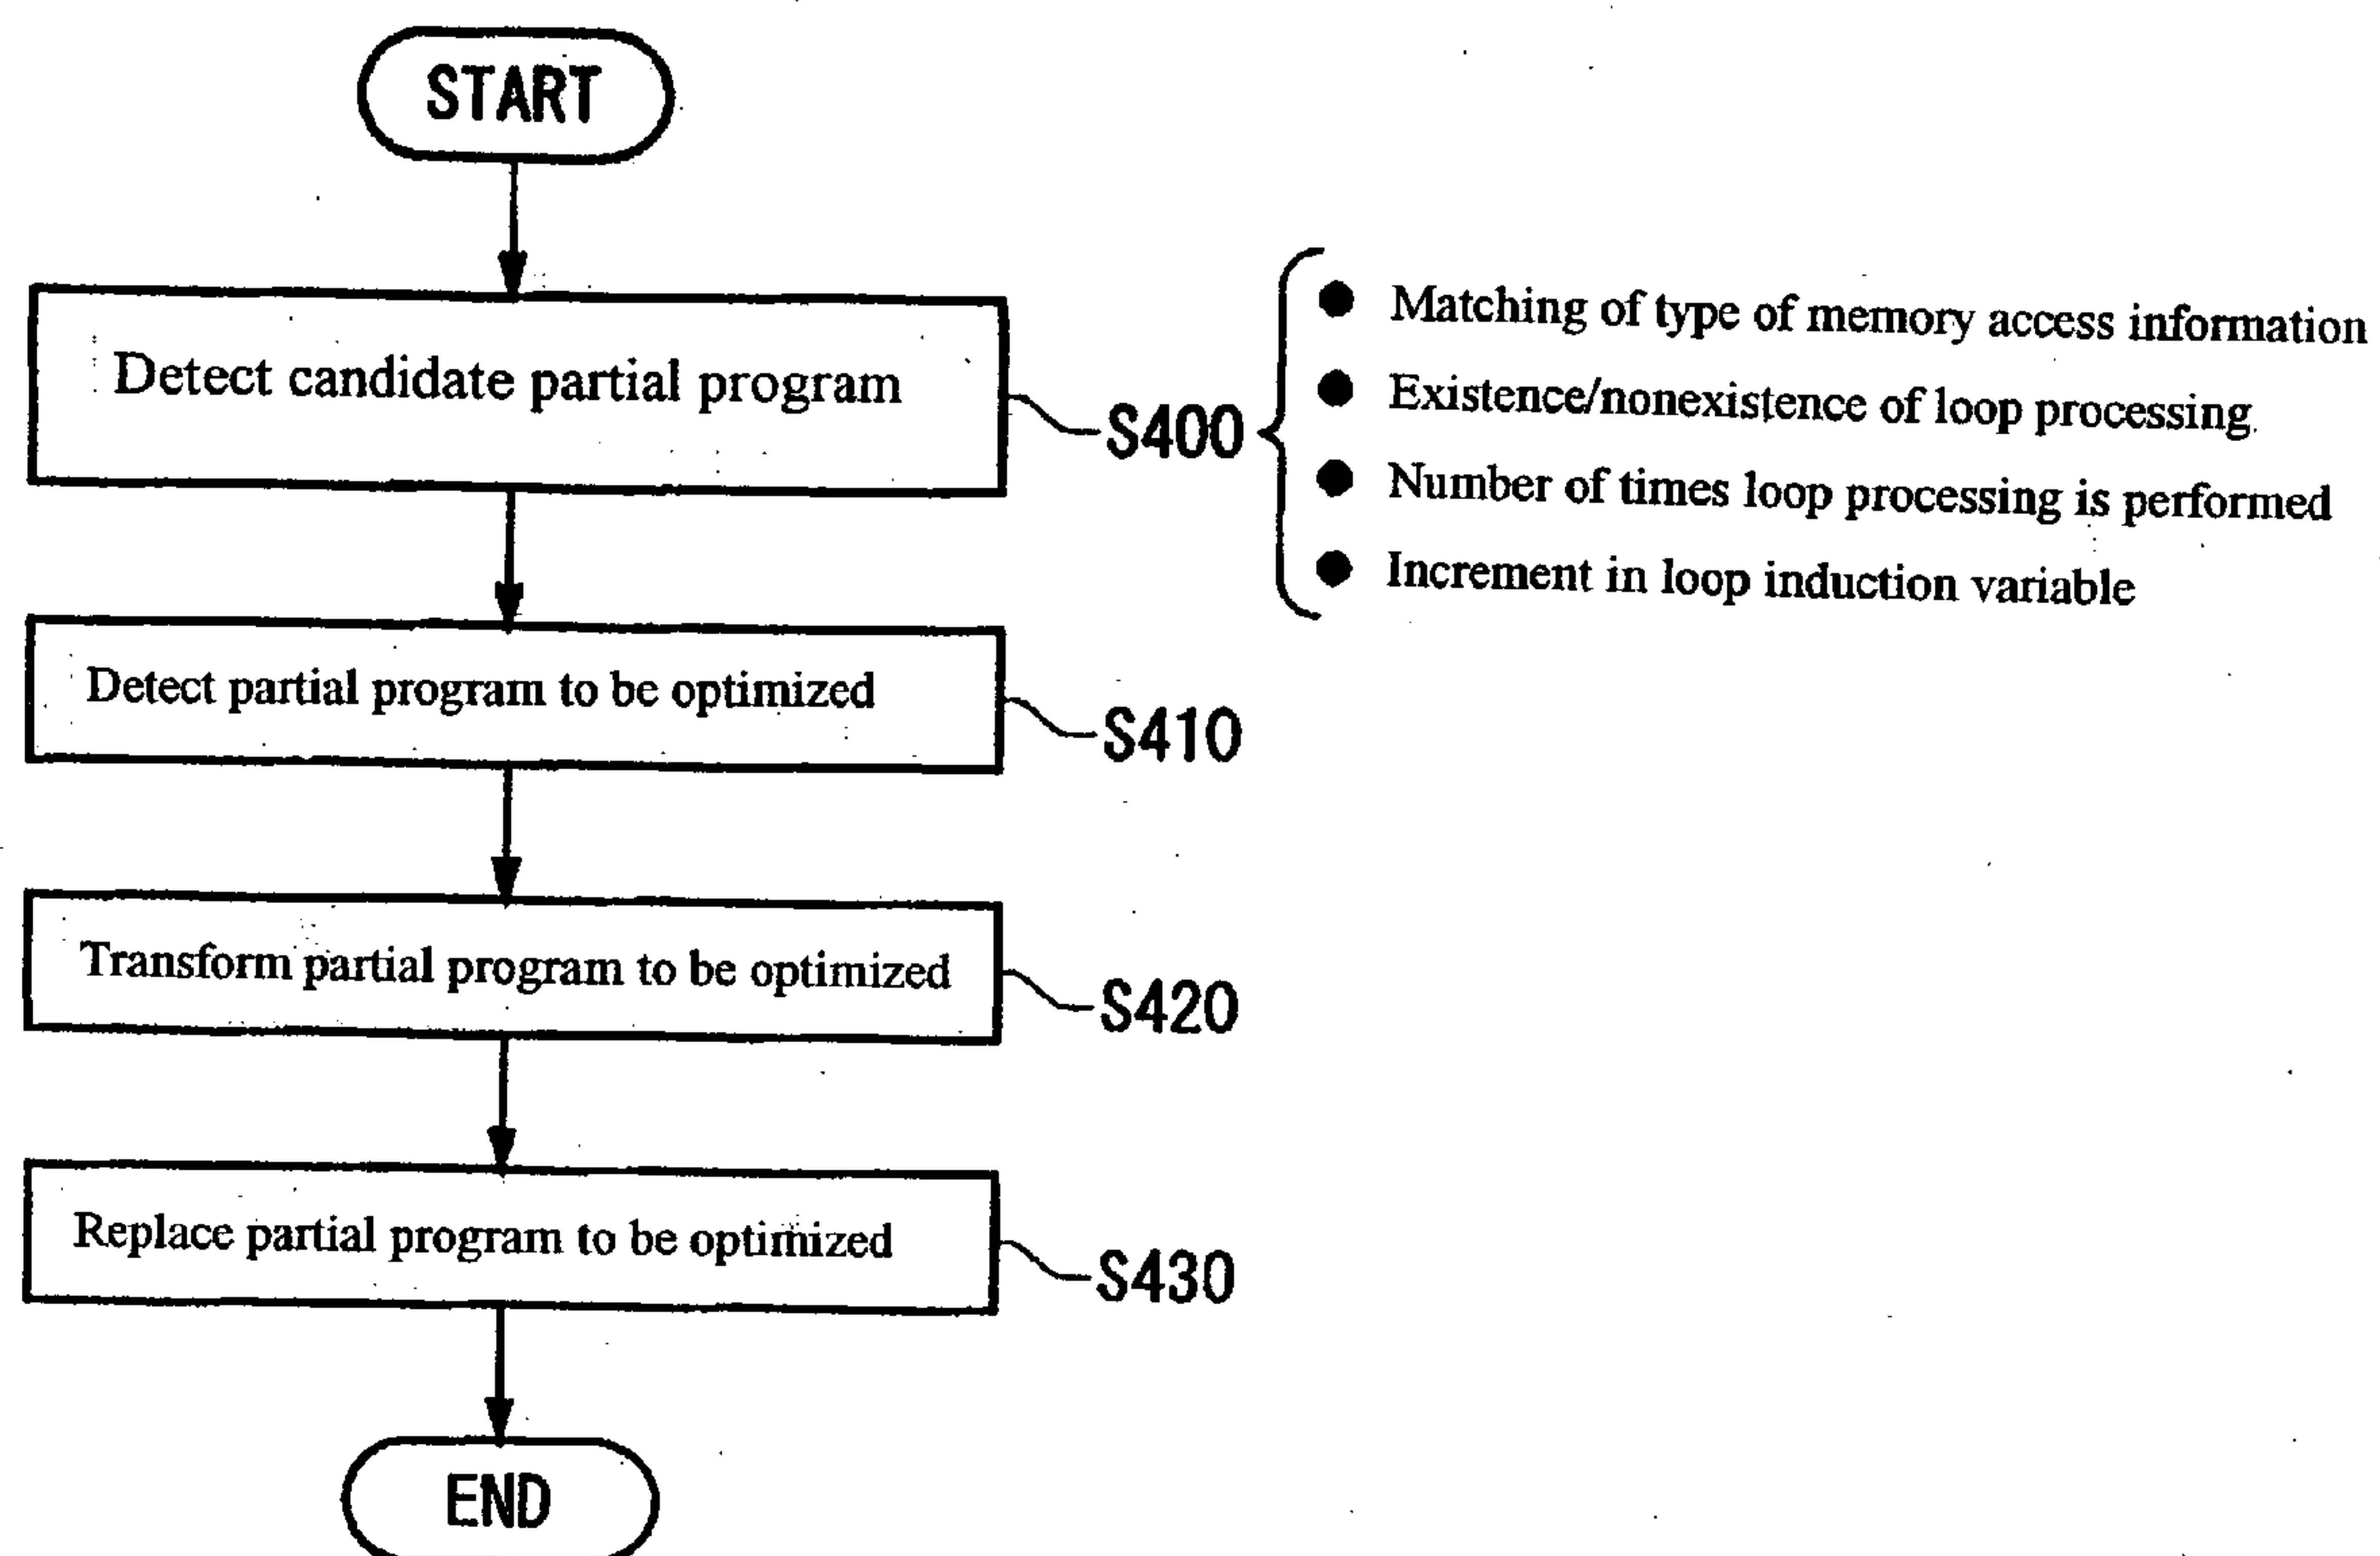 START
Detect candidate partial program
S400
● Matching of type of memory access information
● Existence/nonexistence of loop processing
● Number of times loop processing is performed
● Increment in loop induction variable
Detect partial program to be optimized
S410
Transform partial program to be optimized
S420
Replace partial program to be optimized
S430
END